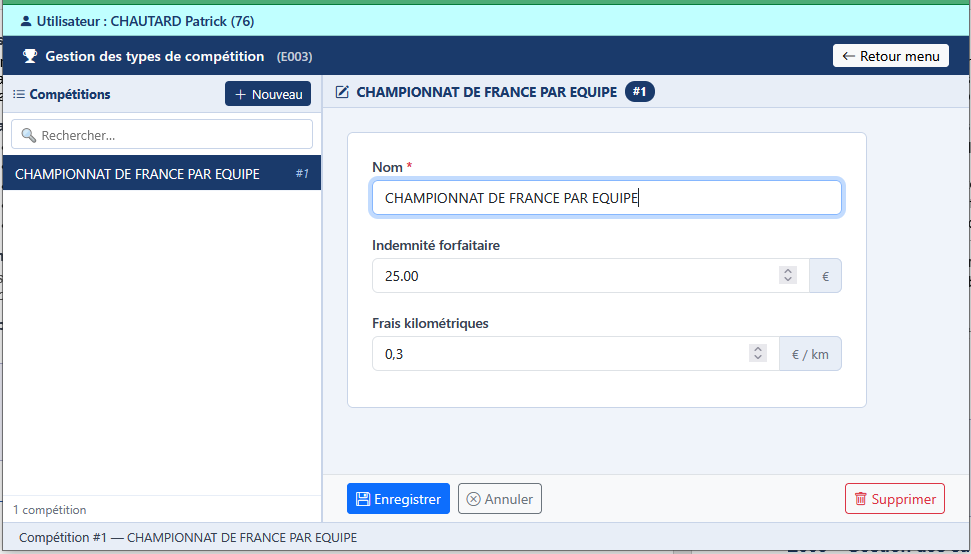 Utilisateur : CHAUTARD Patrick (76)
Gestion des types de compétition (E003)
← Retour menu
Compétitions
+ Nouveau
Rechercher...
CHAMPIONNAT DE FRANCE PAR EQUIPE #1
1 compétition
CHAMPIONNAT DE FRANCE PAR EQUIPE #1
Nom *
CHAMPIONNAT DE FRANCE PAR EQUIPE
Indemnité forfaitaire
25.00 €
Frais kilométriques
0,3 € / km
Enregistrer
Annuler
Supprimer
Compétition #1 — CHAMPIONNAT DE FRANCE PAR EQUIPE